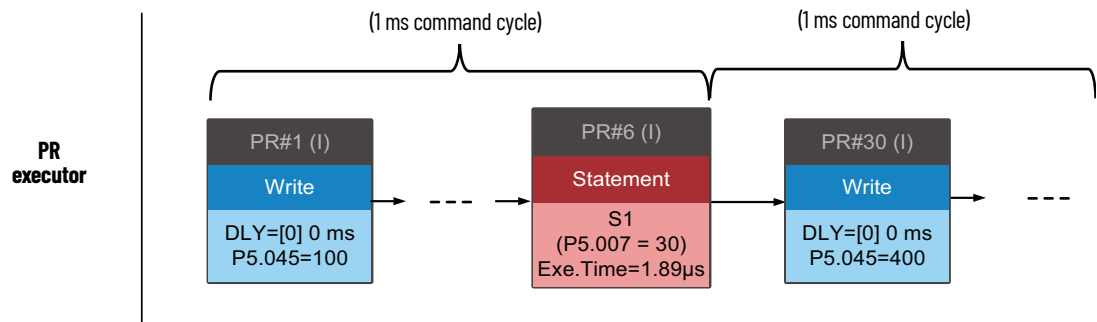 (1 ms command cycle)
(1 ms command cycle)
PR
executor
PR#1 (I)
Write
DLY=[0] 0 ms
P5.045=100
PR#6 (I)
Statement
S1
(P5.007 = 30)
Exe.Time=1.89µs
PR#30 (I)
Write
DLY=[0] 0 ms
P5.045=400